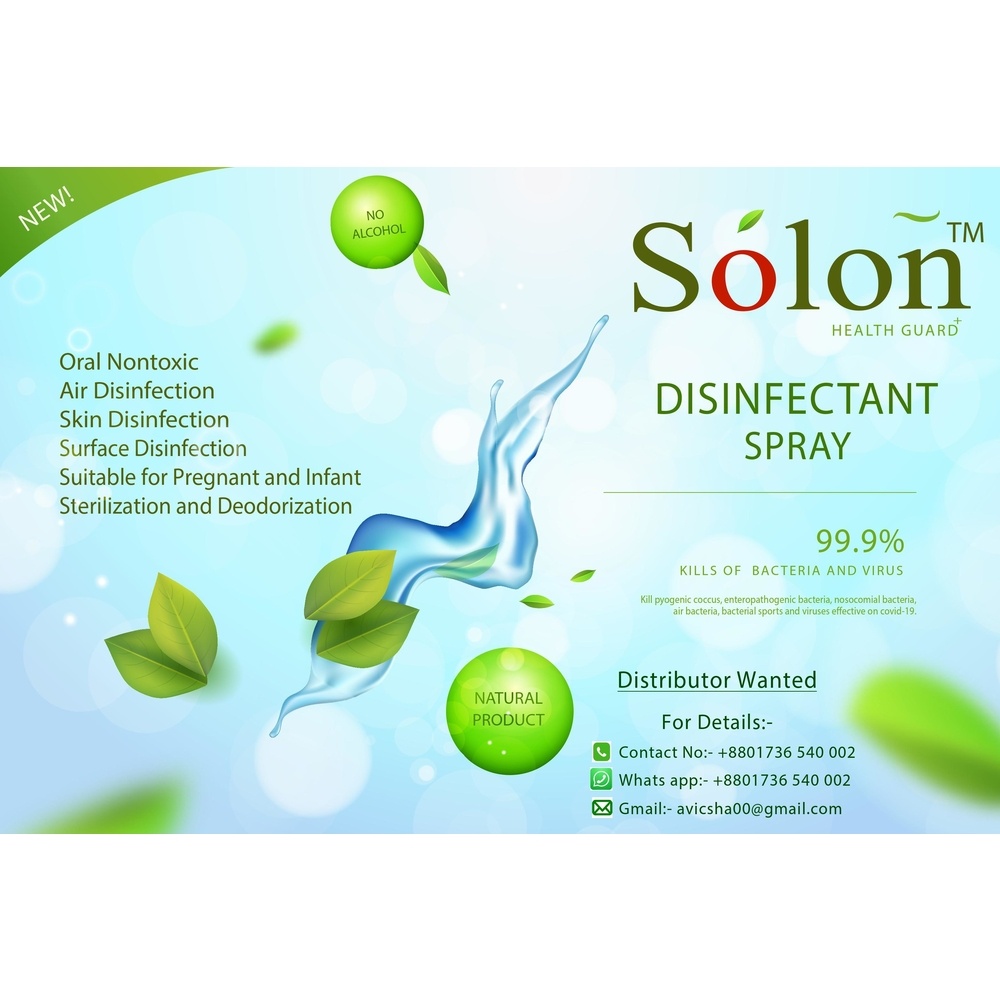 NEW!
NO
ALCOHOL
Solon™
HEALTH GUARD+
Oral Nontoxic
Air Disinfection
Skin Disinfection
Surface Disinfection
Suitable for Pregnant and Infant
Sterilization and Deodorization
DISINFECTANT
SPRAY
99.9%
KILLS OF BACTERIA AND VIRUS
Kill pyogenic coccus, enteropathogenic bacteria, nosocomial bacteria,
air bacteria, bacterial sports and viruses effective on covid-19.
NATURAL
PRODUCT
Distributor Wanted
For Details:-
Contact No:- +8801736 540 002
Whats app:- +8801736 540 002
Gmail:- avicsha00@gmail.com